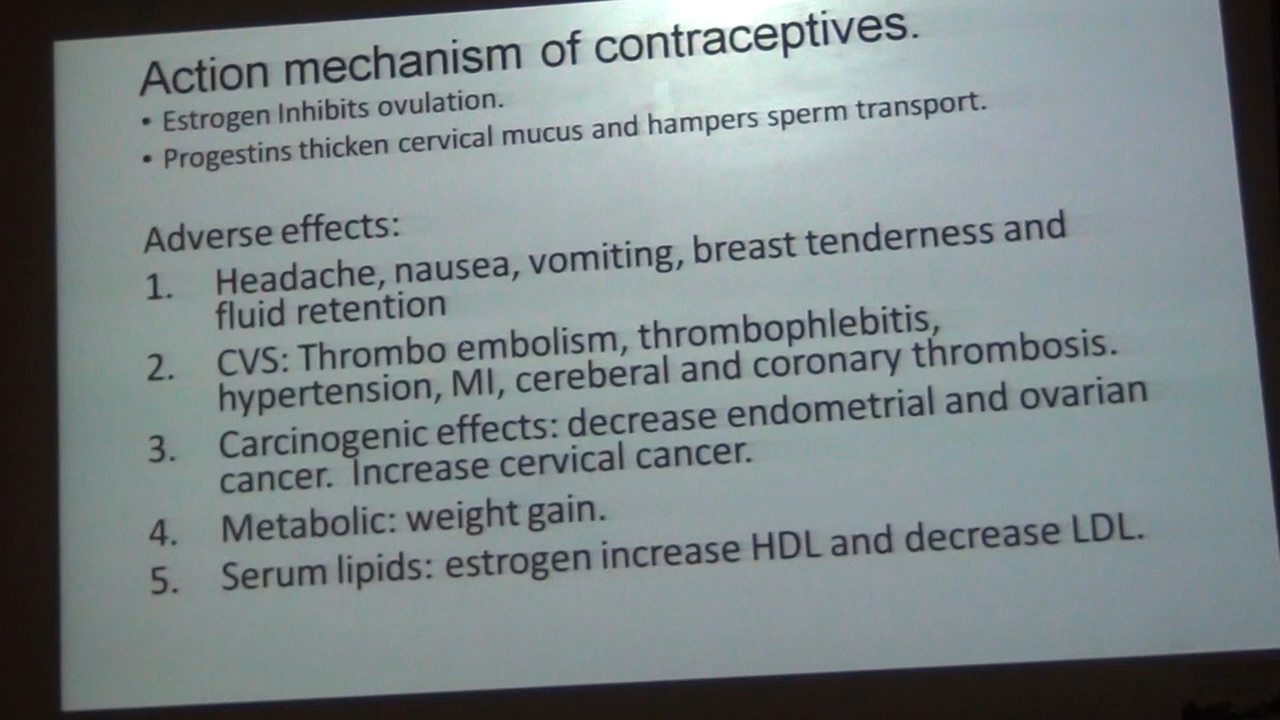 Action mechanism of contraceptives.
• Estrogen Inhibits ovulation.
• Progestins thicken cervical mucus and hampers sperm transport.
Adverse effects:
1. Headache, nausea, vomiting, breast tenderness and
fluid retention
2. CVS: Thrombo embolism, thrombophlebitis,
hypertension, MI, cereberal and coronary thrombosis.
3. Carcinogenic effects: decrease endometrial and ovarian
cancer. Increase cervical cancer.
4. Metabolic: weight gain.
5. Serum lipids: estrogen increase HDL and decrease LDL.